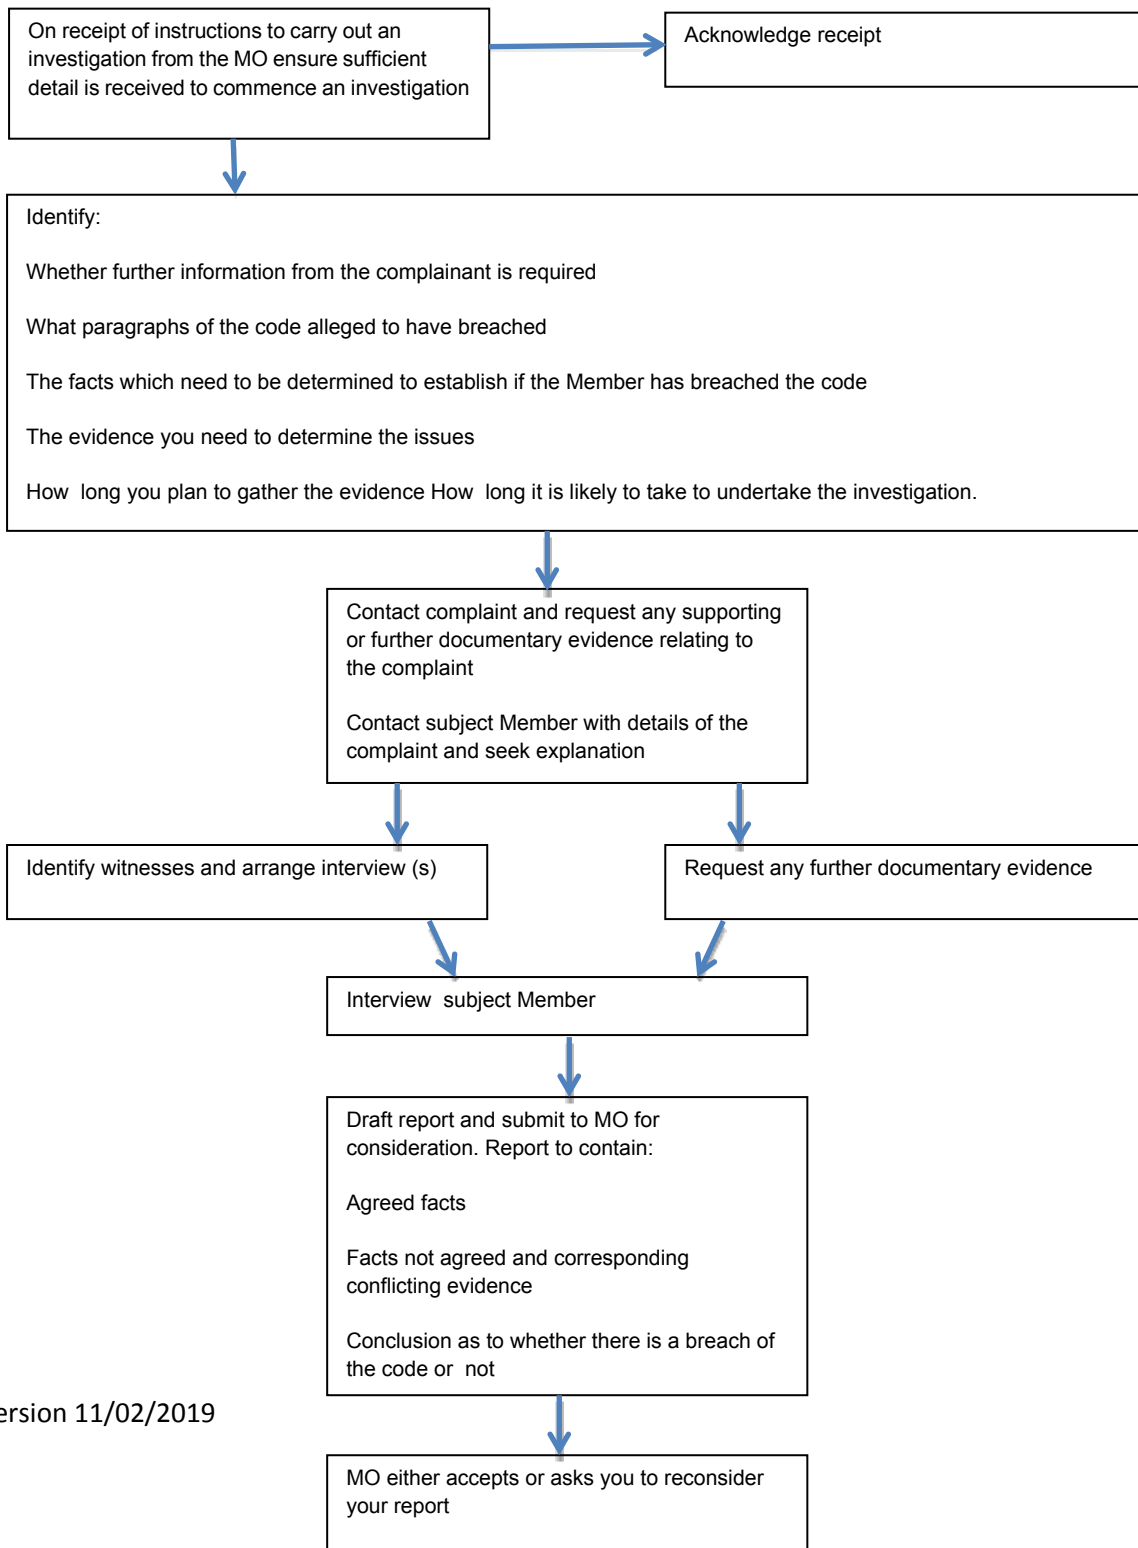 On receipt of instructions to carry out an
investigation from the MO ensure sufficient
detail is received to commence an investigation
Acknowledge receipt
Identify:
Whether further information from the complainant is required
What paragraphs of the code alleged to have breached
The facts which need to be determined to establish if the Member has breached the code
The evidence you need to determine the issues
How long you plan to gather the evidence How long it is likely to take to undertake the investigation.
Contact complaint and request any supporting
or further documentary evidence relating to
the complaint
Contact subject Member with details of the
complaint and seek explanation
Identify witnesses and arrange interview (s)
Request any further documentary evidence
Interview subject Member
Draft report and submit to MO for
consideration. Report to contain:
Agreed facts
Facts not agreed and corresponding
conflicting evidence
Conclusion as to whether there is a breach of
the code or not
ersion 11/02/2019
MO either accepts or asks you to reconsider
your report